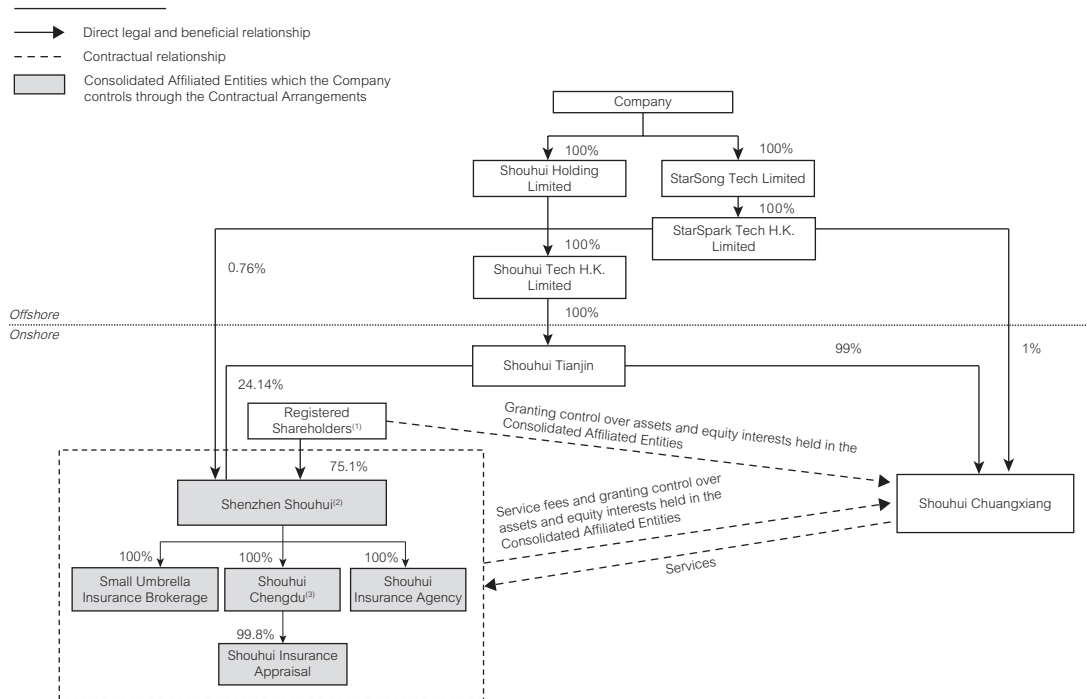 Direct legal and beneficial relationship
Contractual relationship
Consolidated Affiliated Entities which the Company
controls through the Contractual Arrangements
Company
100%
100%
Shouhui Holding
Limited
StarSong Tech Limited
100%
StarSpark Tech H.K.
Limited
100%
0.76%
Shouhui Tech H.K.
Limited
100%
Offshore
Onshore
Shouhui Tianjin
99%
1%
24.14%
Registered
Shareholders(1)
Granting control over assets and equity interests held in the
Consolidated Affiliated Entities
75.1%
Shenzhen Shouhui(2)
Service fees and granting control over
assets and equity interests held in the
Consolidated Affiliated Entities
Shouhui Chuangxiang
Services
100%
100%
100%
Small Umbrella
Insurance Brokerage
Shouhui
Chengdu(3)
Shouhui
Insurance Agency
99.8%
Shouhui Insurance
Appraisal